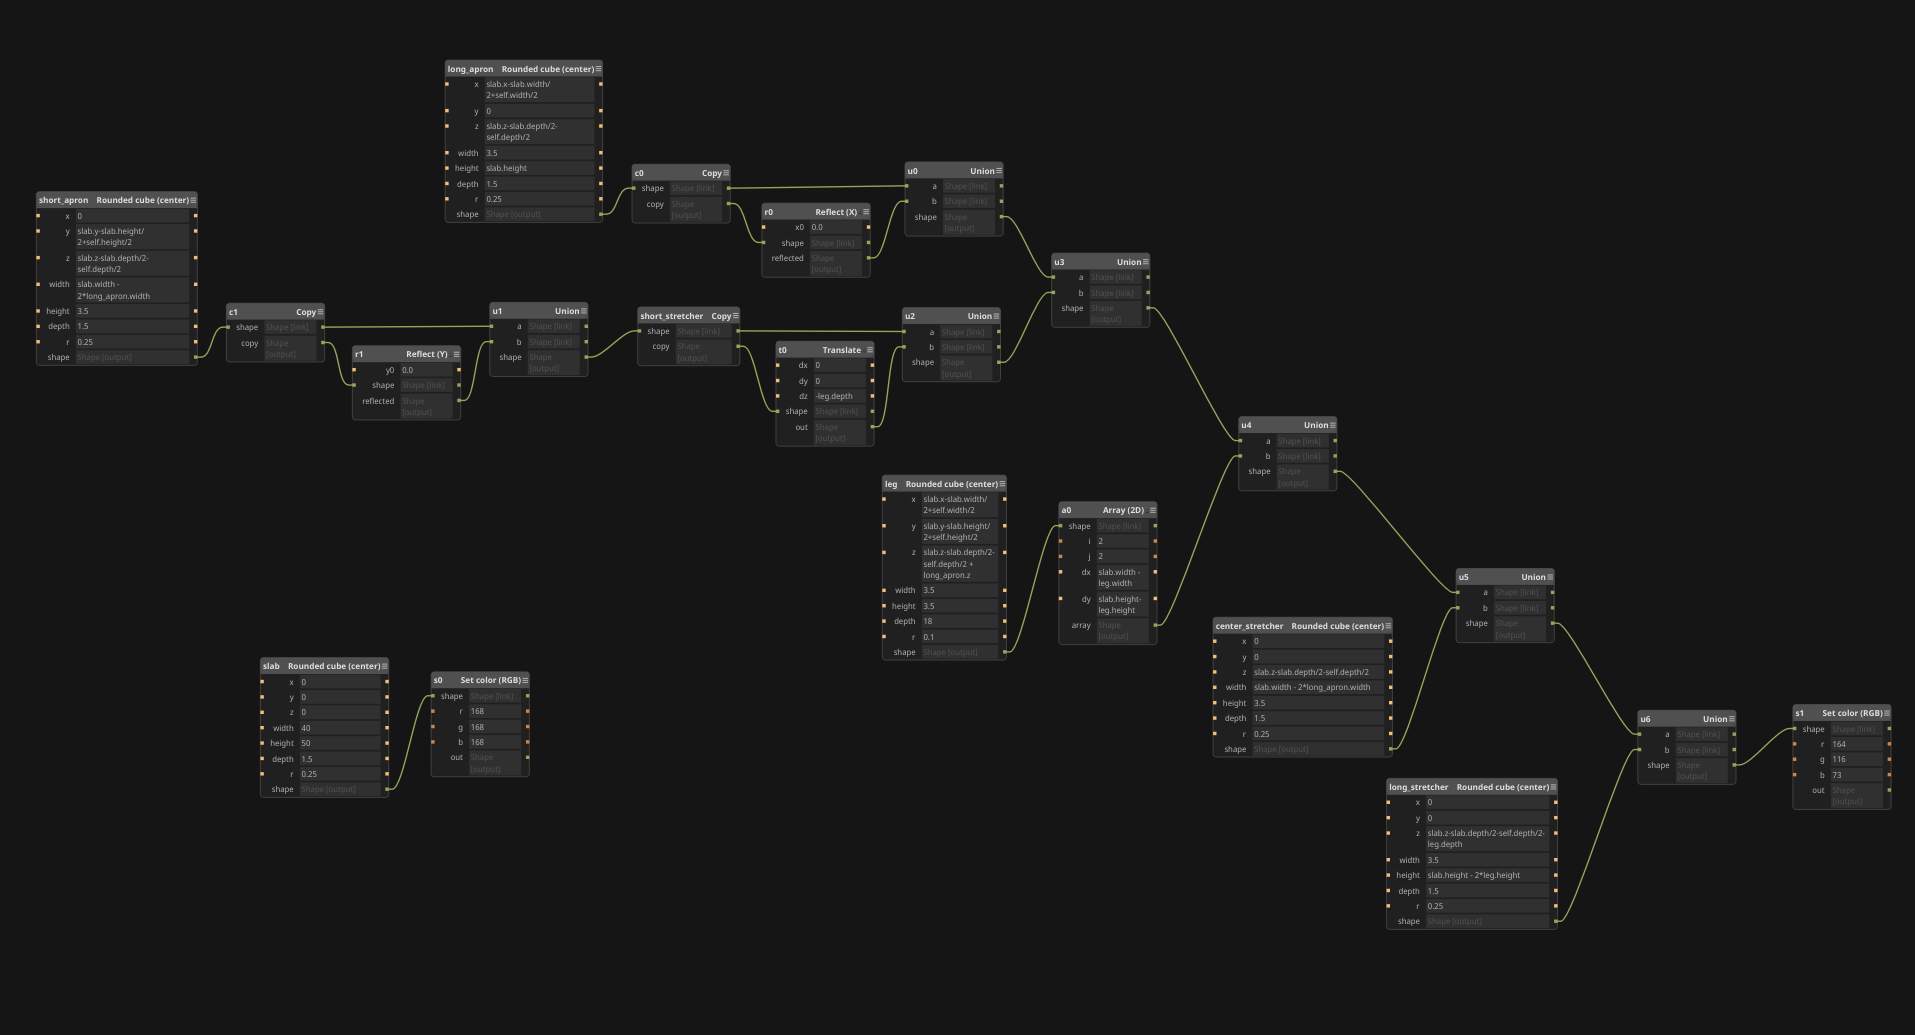 long_apron Rounded cube (center)
x slab.x-slab.width/
2+self.width/2
y 0
z slab.z-slab.depth/2-
self.depth/2
width 3.5
height slab.height
depth 1.5
r 0.25
shape Shape [output]
short_apron Rounded cube (center)
x 0
y slab.y-slab.height/
2+self.height/2
z slab.z-slab.depth/2-
self.depth/2
width slab.width -
2*long_apron.width
height 3.5
depth 1.5
r 0.25
shape Shape [output]
c0 Copy
shape Shape [link]
copy Shape
[output]
r0 Reflect (X)
x0 0.0
shape Shape [link]
reflected Shape
[output]
u0 Union
a Shape [link]
b Shape [link]
shape Shape
[output]
c1 Copy
shape Shape [link]
copy Shape
[output]
r1 Reflect (Y)
y0 0.0
shape Shape [link]
reflected Shape
[output]
u1 Union
a Shape [link]
b Shape [link]
shape Shape
[output]
short_stretcher Copy
shape Shape [link]
copy Shape
[output]
t0 Translate
dx 0
dy 0
dz -leg.depth
shape Shape [link]
out Shape
[output]
u2 Union
a Shape [link]
b Shape [link]
shape Shape
[output]
u3 Union
a Shape [link]
b Shape [link]
shape Shape
[output]
u4 Union
a Shape [link]
b Shape [link]
shape Shape
[output]
leg Rounded cube (center)
x slab.x-slab.width/
2+self.width/2
y slab.y-slab.height/
2+self.height/2
z slab.z-slab.depth/2-
self.depth/2 +
long_apron.z
width 3.5
height 3.5
depth 18
r 0.1
shape Shape [output]
a0 Array (2D)
shape Shape [link]
i 2
j 2
dx slab.width -
leg.width
dy slab.height-
leg.height
array Shape
[output]
u5 Union
a Shape [link]
b Shape [link]
shape Shape
[output]
center_stretcher Rounded cube (center)
x 0
y 0
z slab.z-slab.depth/2-self.depth/2
width slab.width - 2*long_apron.width
height 3.5
depth 1.5
r 0.25
shape Shape [output]
slab Rounded cube (center)
x 0
y 0
z 0
width 40
height 50
depth 1.5
r 0.25
shape Shape [output]
s0 Set color (RGB)
shape Shape [link]
r 168
g 168
b 168
out Shape
[output]
u6 Union
a Shape [link]
b Shape [link]
shape Shape
[output]
s1 Set color (RGB)
shape Shape [link]
r 164
g 116
b 73
out Shape
[output]
long_stretcher Rounded cube (center)
x 0
y 0
z slab.z-slab.depth/2-self.depth/2-
leg.depth
width 3.5
height slab.height - 2*leg.height
depth 1.5
r 0.25
shape Shape [output]